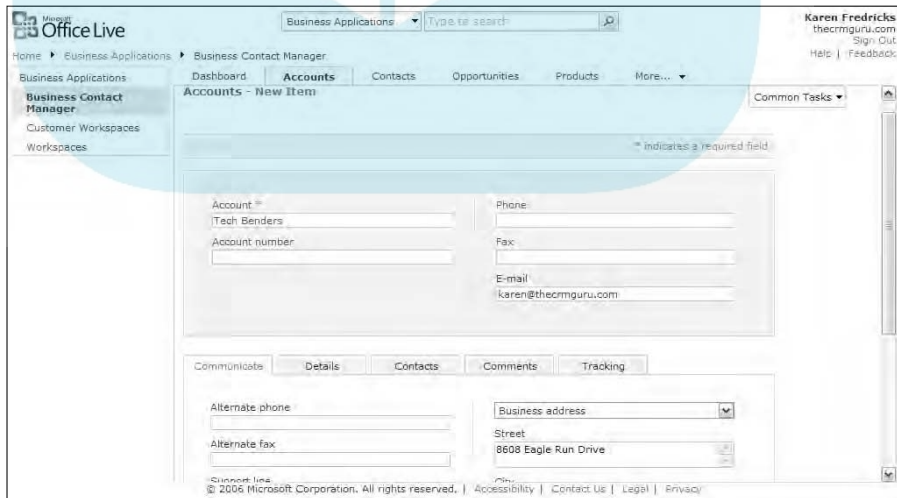 Microsoft
Office Live
Business Applications
Type to search
Karen Fredricks
thecrmguru.com
Sign Out
Help | Feedback
Home ▸ Business Applications ▸ Business Contact Manager
Business Applications
Business Contact Manager
Customer Workspaces
Workspaces
Dashboard Accounts Contacts Opportunities Products More...
Accounts - New Item
Common Tasks
* indicates a required field
Account *
Tech Benders
Account number
Phone
Fax
E-mail
karen@thecrmguru.com
Communicate Details Contacts Comments Tracking
Alternate phone
Alternate fax
Support line
Business address
Street
8608 Eagle Run Drive
City
© 2006 Microsoft Corporation. All rights reserved. | Accessibility | Contact Us | Legal | Privacy